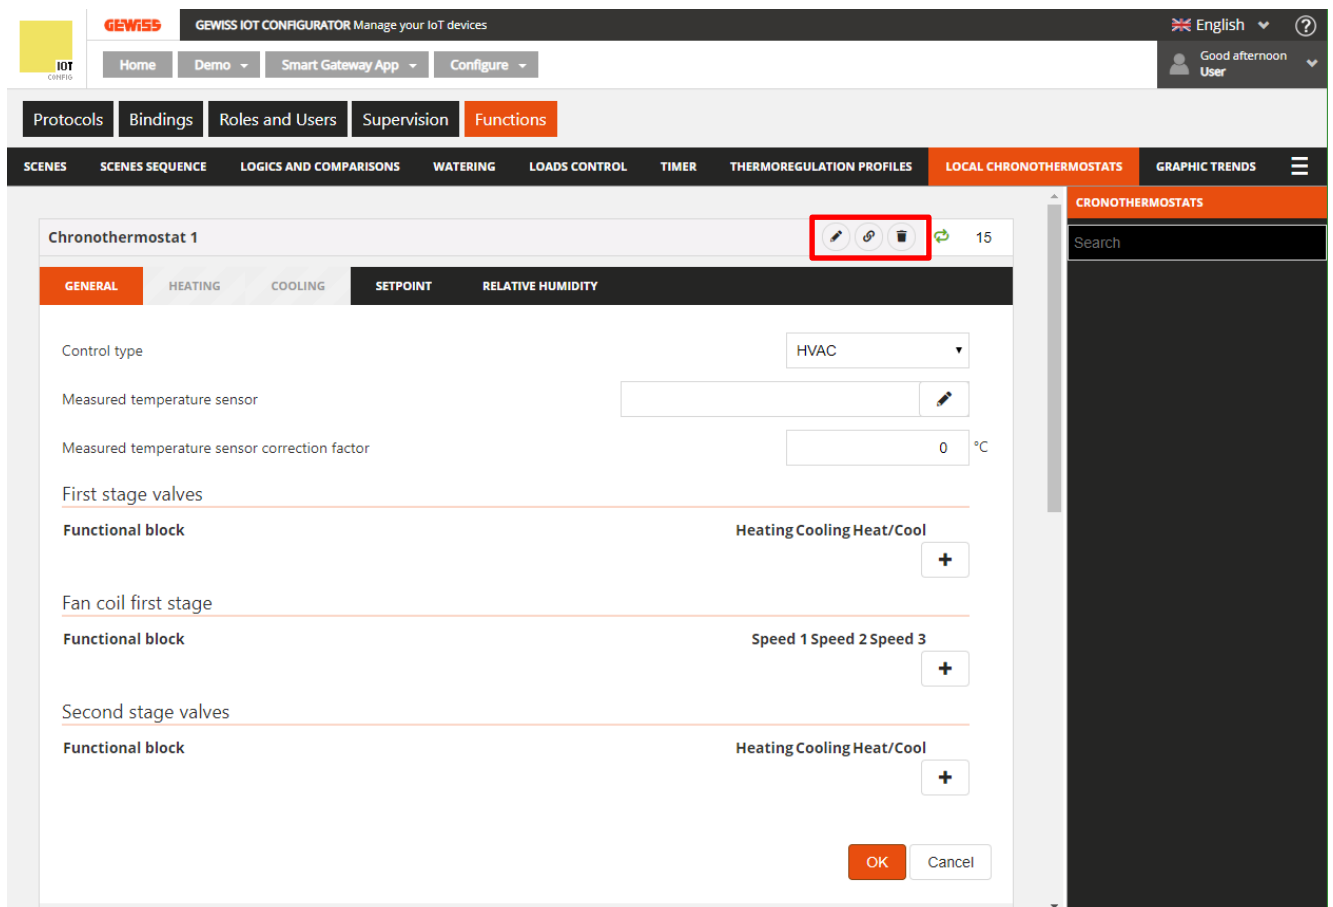 GEWISS GEWISS IOT CONFIGURATOR Manage your IoT devices English ?
IOT
CONFIG
Home Demo Smart Gateway App Configure
Good afternoon
User
Protocols Bindings Roles and Users Supervision Functions
SCENES SCENES SEQUENCE LOGICS AND COMPARISONS WATERING LOADS CONTROL TIMER THERMOREGULATION PROFILES LOCAL CHRONOTHERMOSTATS GRAPHIC TRENDS
CRONOTHERMOSTATS
Search
Chronothermostat 1 15
GENERAL HEATING COOLING SETPOINT RELATIVE HUMIDITY
Control type HVAC
Measured temperature sensor
Measured temperature sensor correction factor 0 °C
First stage valves
Functional block Heating Cooling Heat/Cool
+
Fan coil first stage
Functional block Speed 1 Speed 2 Speed 3
+
Second stage valves
Functional block Heating Cooling Heat/Cool
+
OK Cancel